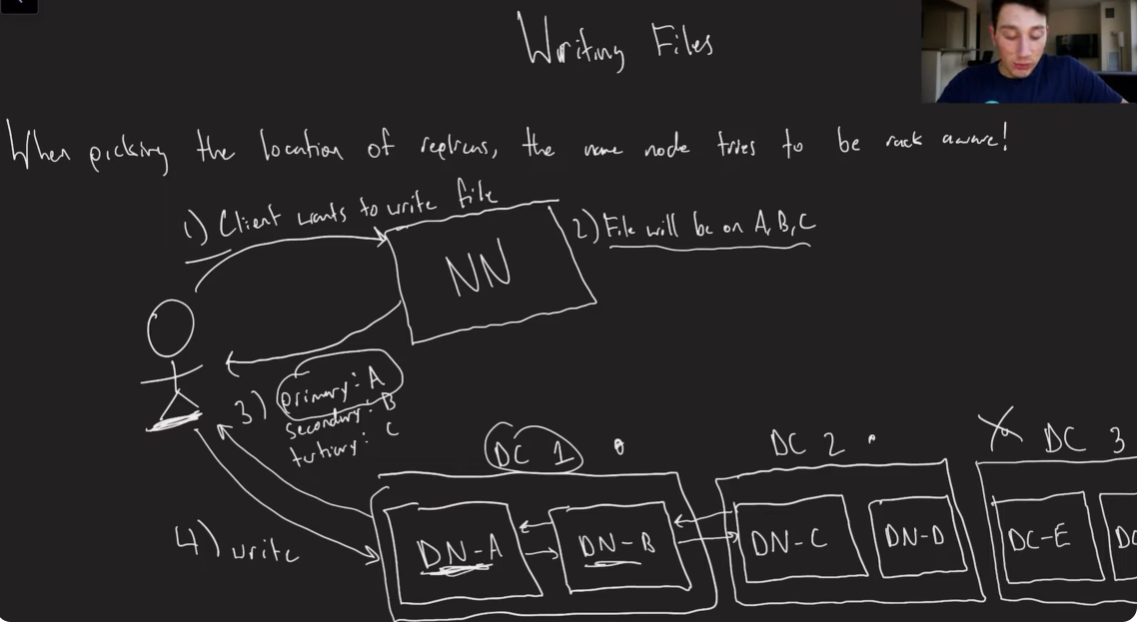 Writing Files
When picking the location of replicas, the name node tries to be rack aware!
1) Client wants to write file
2) File will be on A, B, C
NN
3) primary: A
secondary: B
tertiary: C
DC 1
DC 2
DC 3
4) write
DN-A
DN-B
DN-C
DN-D
DC-E
DC